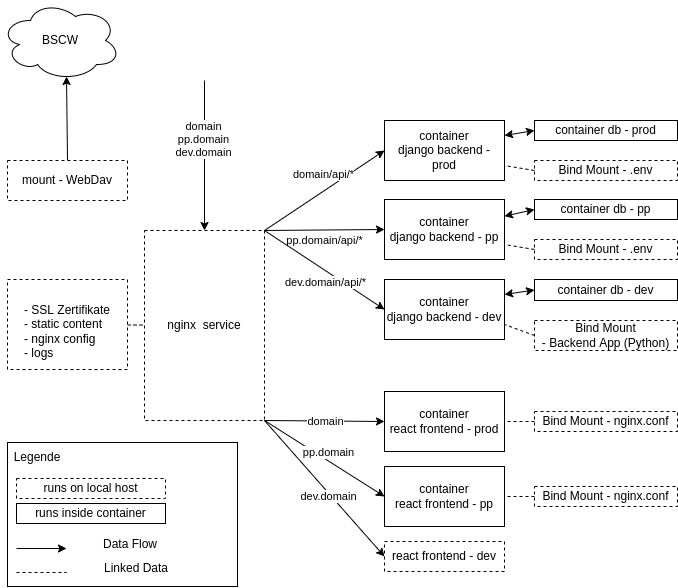 BSCW
domain
pp.domain
dev.domain
mount - WebDav
nginx service
- SSL Zertifikate
- static content
- nginx config
- logs
domain/api/*
pp.domain/api/*
dev.domain/api/*
container
django backend -
prod
container db - prod
Bind Mount - .env
container
django backend - pp
container db - pp
Bind Mount - .env
container
django backend - dev
container db - dev
Bind Mount
- Backend App (Python)
domain
pp.domain
dev.domain
container
react frontend - prod
Bind Mount - nginx.conf
container
react frontend - pp
Bind Mount - nginx.conf
react frontend - dev
Legende
runs on local host
runs inside container
Data Flow
Linked Data